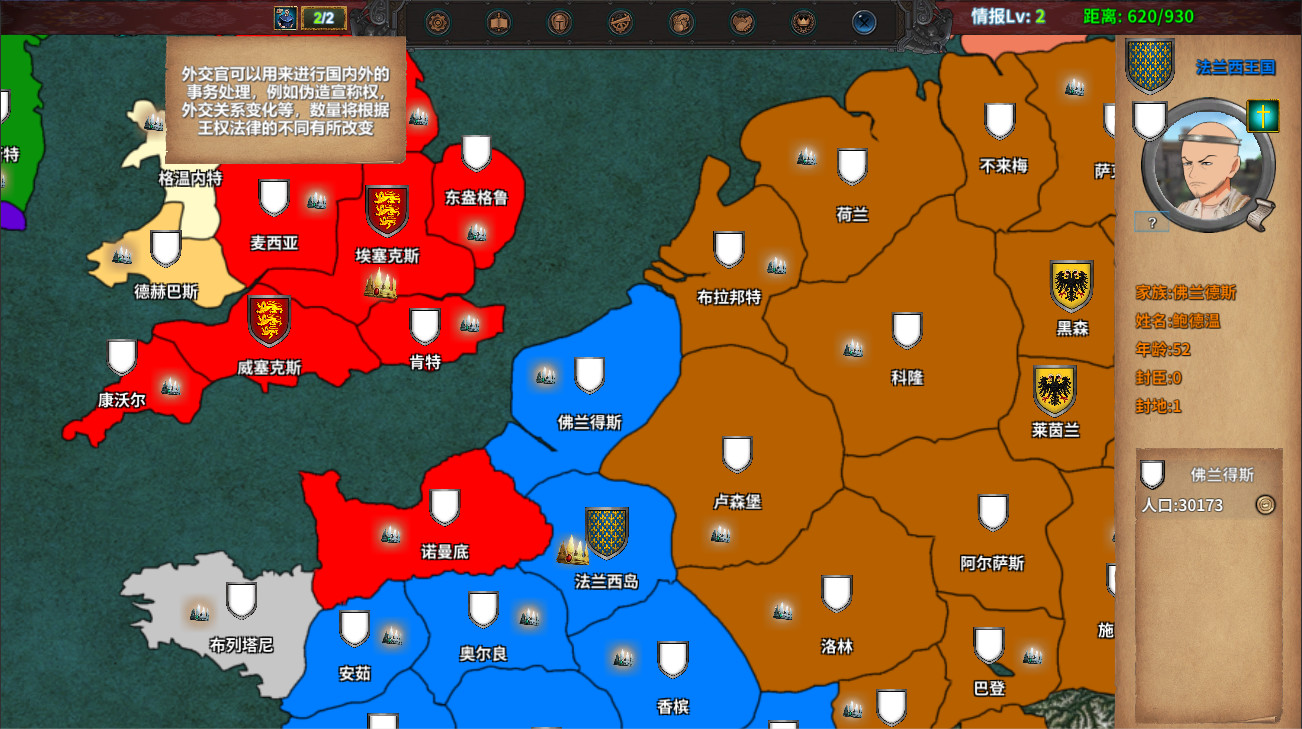 2/2
情报Lv: 2
距离: 620/930
外交官可以用来进行国内外的
事务处理，例如伪造宣称权，
外交关系变化等，数量将根据
王权法律的不同有所改变
法兰西王国
?
家族:佛兰德斯
姓名:鲍德温
年龄:52
封臣:0
封地:1
佛兰得斯
人口:30173
特
格温内特
麦西亚
埃塞克斯
东盎格鲁
德赫巴斯
威塞克斯
肯特
康沃尔
荷兰
不来梅
萨
布拉邦特
黑森
科隆
莱茵兰
佛兰得斯
卢森堡
诺曼底
法兰西岛
阿尔萨斯
布列塔尼
安茹
奥尔良
香槟
洛林
施
巴登